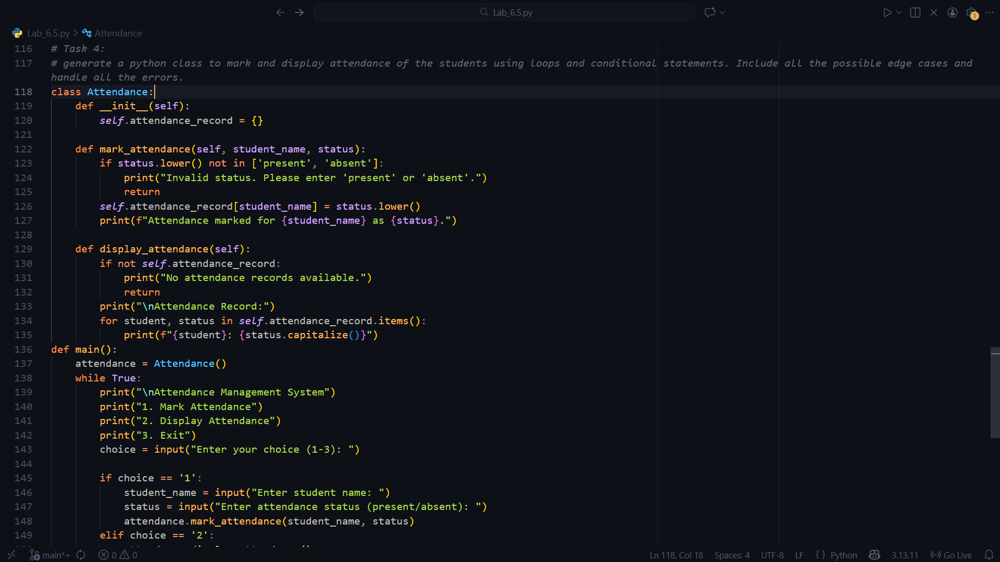 Lab_6.5.py
Lab_6.5.py > Attendance
116 # Task 4:
117 # generate a python class to mark and display attendance of the students using loops and conditional statements. Include all the possible edge cases and
handle all the errors.
118 class Attendance:
119     def __init__(self):
120         self.attendance_record = {}
121
122     def mark_attendance(self, student_name, status):
123         if status.lower() not in ['present', 'absent']:
124             print("Invalid status. Please enter 'present' or 'absent'.")
125             return
126         self.attendance_record[student_name] = status.lower()
127         print(f"Attendance marked for {student_name} as {status}.")
128
129     def display_attendance(self):
130         if not self.attendance_record:
131             print("No attendance records available.")
132             return
133         print("\nAttendance Record:")
134         for student, status in self.attendance_record.items():
135             print(f"{student}: {status.capitalize()}")
136 def main():
137     attendance = Attendance()
138     while True:
139         print("\nAttendance Management System")
140         print("1. Mark Attendance")
141         print("2. Display Attendance")
142         print("3. Exit")
143         choice = input("Enter your choice (1-3): ")
144
145         if choice == '1':
146             student_name = input("Enter student name: ")
147             status = input("Enter attendance status (present/absent): ")
148             attendance.mark_attendance(student_name, status)
149         elif choice == '2':
main*+ 0 0 Ln 118, Col 18 Spaces: 4 UTF-8 LF { } Python 3.13.11 Go Live
1